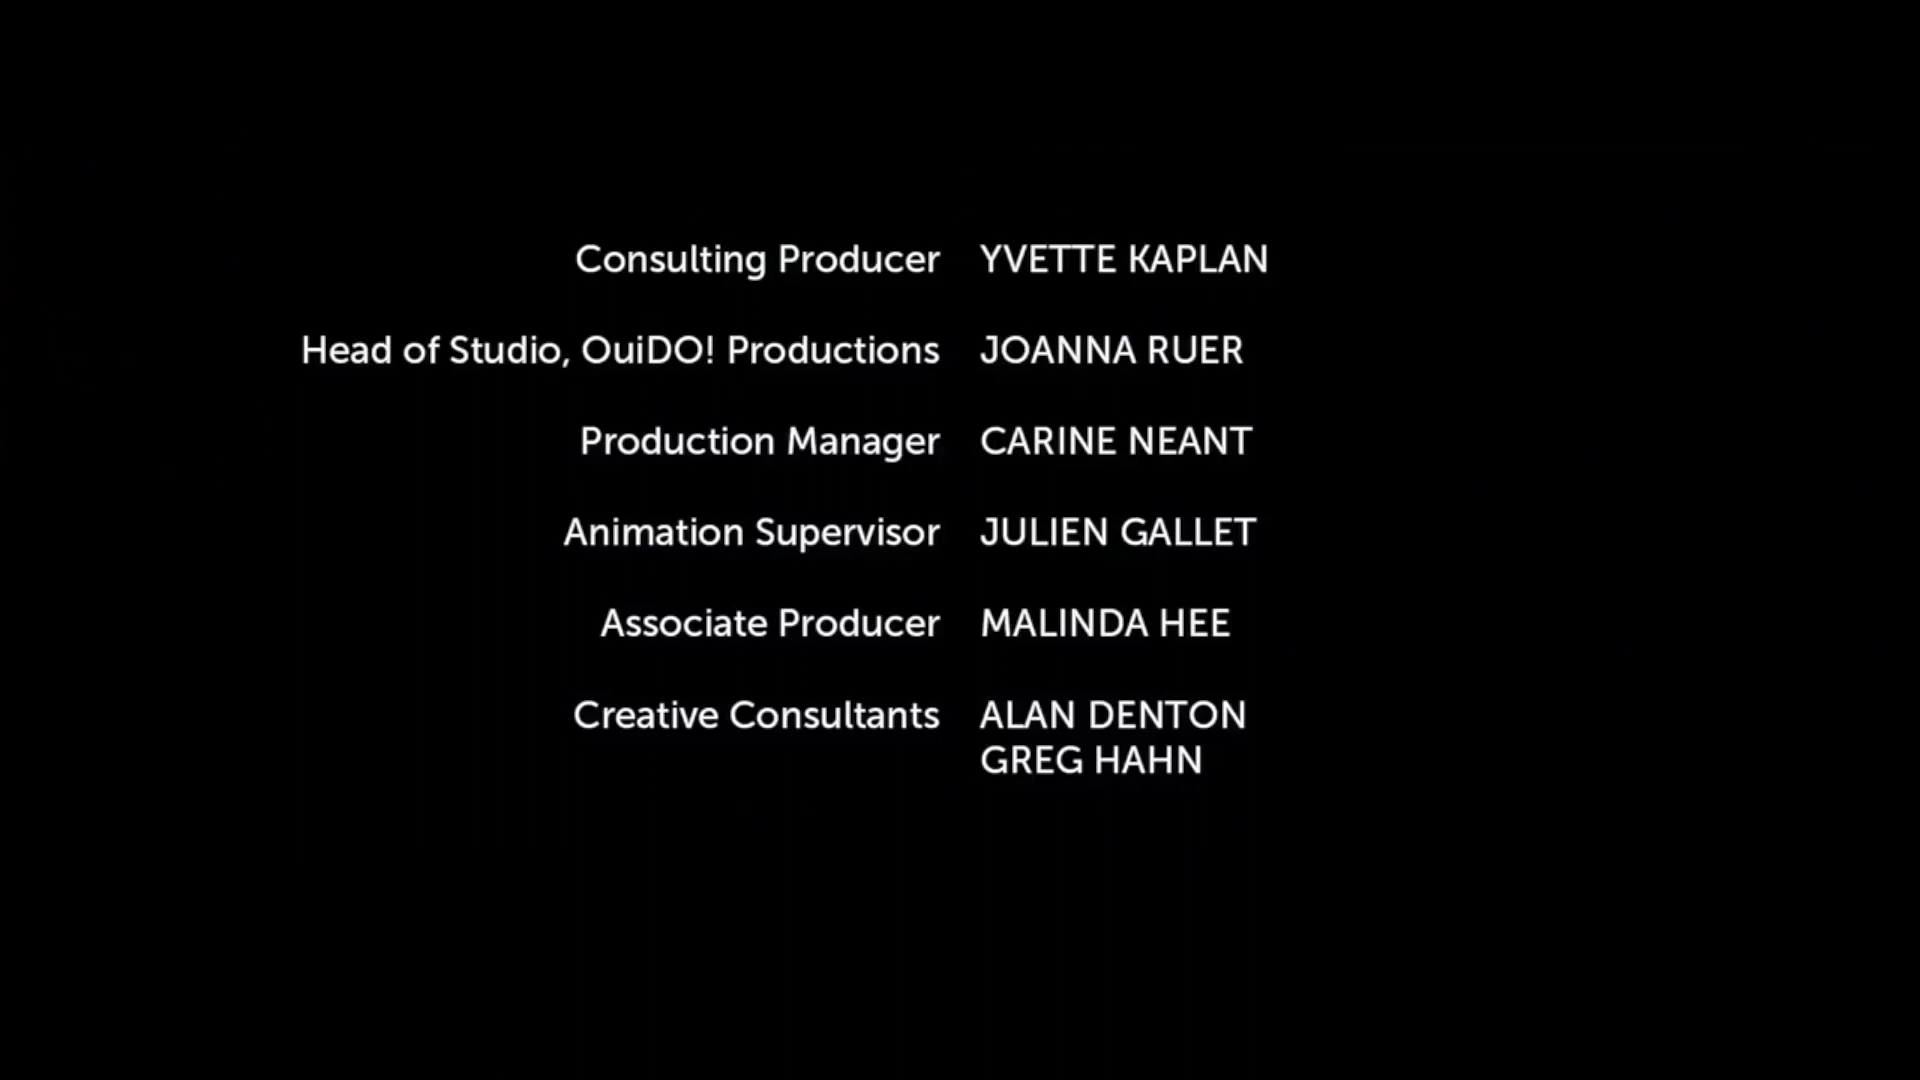 Consulting Producer YVETTE KAPLAN
Head of Studio, OuiDO! Productions JOANNA RUER
Production Manager CARINE NEANT
Animation Supervisor JULIEN GALLET
Associate Producer MALINDA HEE
Creative Consultants ALAN DENTON
GREG HAHN